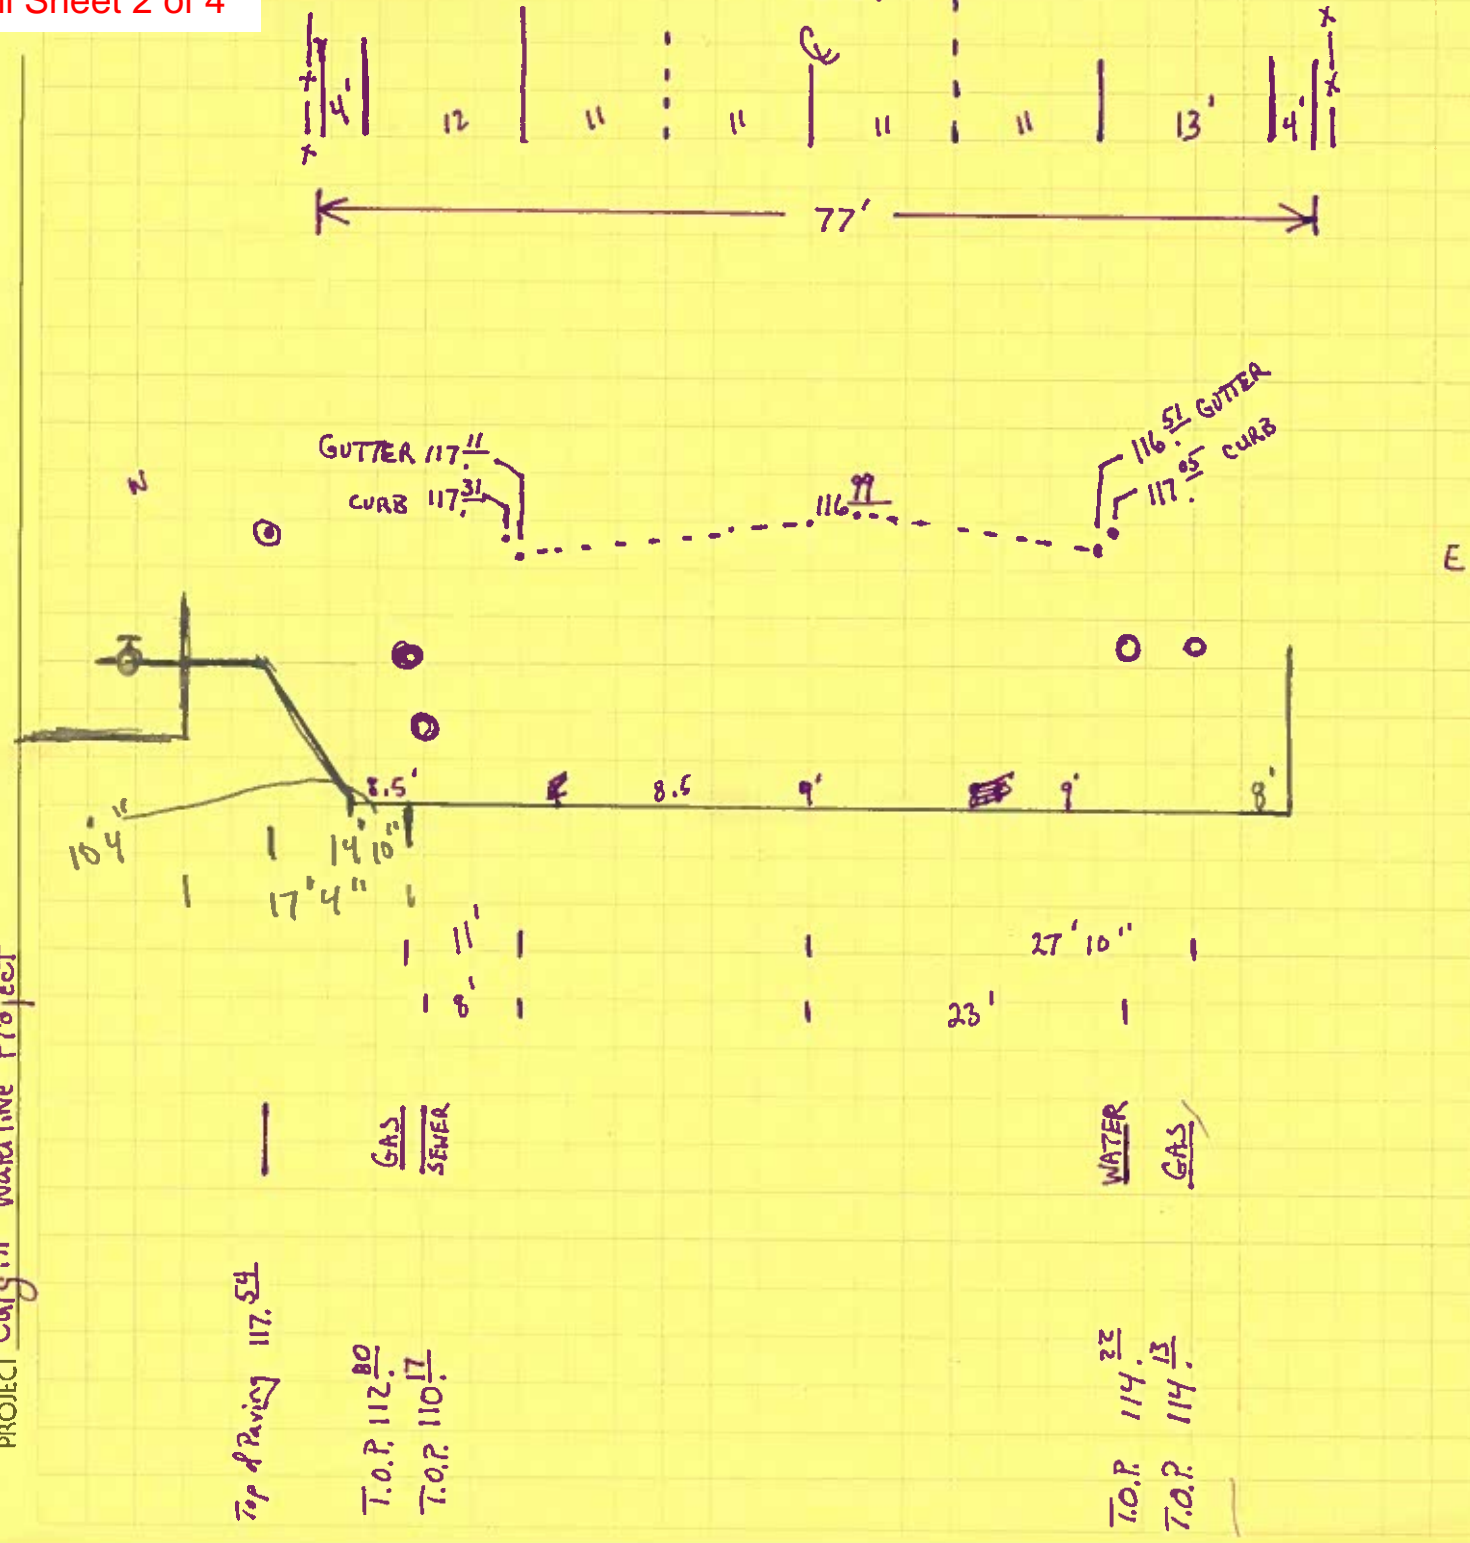 Sheet 2 of 4
4' 12 11 11 ℄ 11 11 13' 4'
77'
GUTTER 117.11
CURB 117.31
116.99
116.51 GUTTER
117.05 CURB
N
E
8.5' 8.5 9' 9' 8'
10'4"
14'10"
17'4"
11' 27'10"
8' 23'
GAS
SEWER
WATER
GAS
Top of Paving 117.54
T.O.P. 112.80
T.O.P. 110.17
T.O.P. 114.22
T.O.P. 114.13
PROJECT Waterline Project